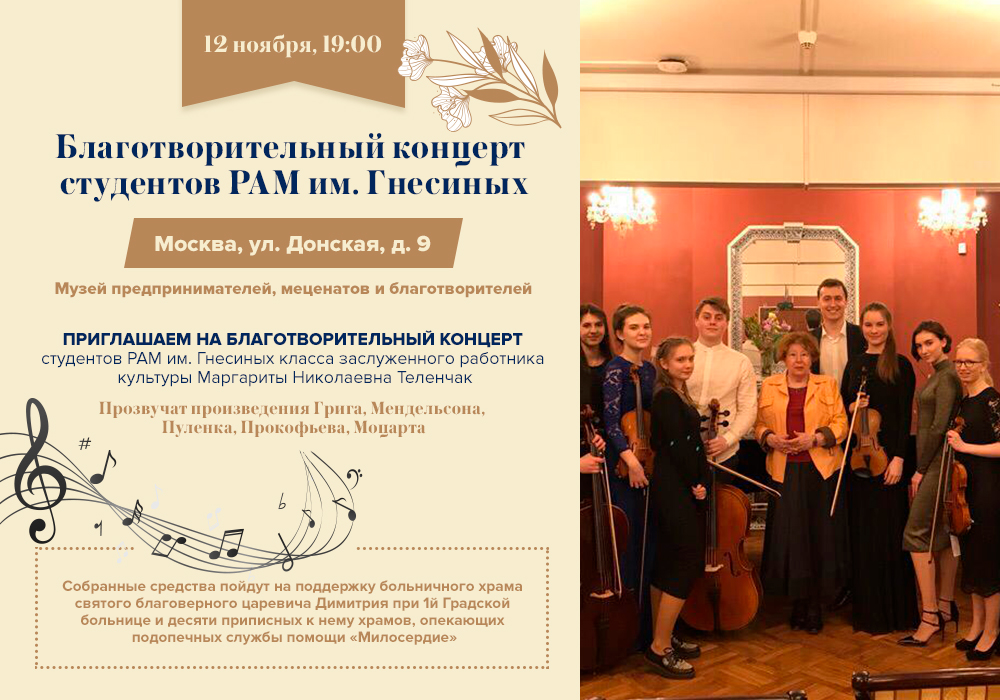 12 ноября, 19:00
Благотворительный концерт
студентов РАМ им. Гнесиных
Москва, ул. Донская, д. 9
Музей предпринимателей, меценатов и благотворителей
ПРИГЛАШАЕМ НА БЛАГОТВОРИТЕЛЬНЫЙ КОНЦЕРТ
студентов РАМ им. Гнесиных класса заслуженного работника
культуры Маргариты Николаевна Теленчак
Прозвучат произведения Грига, Мендельсона,
Пуленка, Прокофьева, Моцарта
Собранные средства пойдут на поддержку больничного храма
святого благоверного царевича Димитрия при 1й Градской
больнице и десяти приписных к нему храмов, опекающих
подопечных службы помощи «Милосердие»